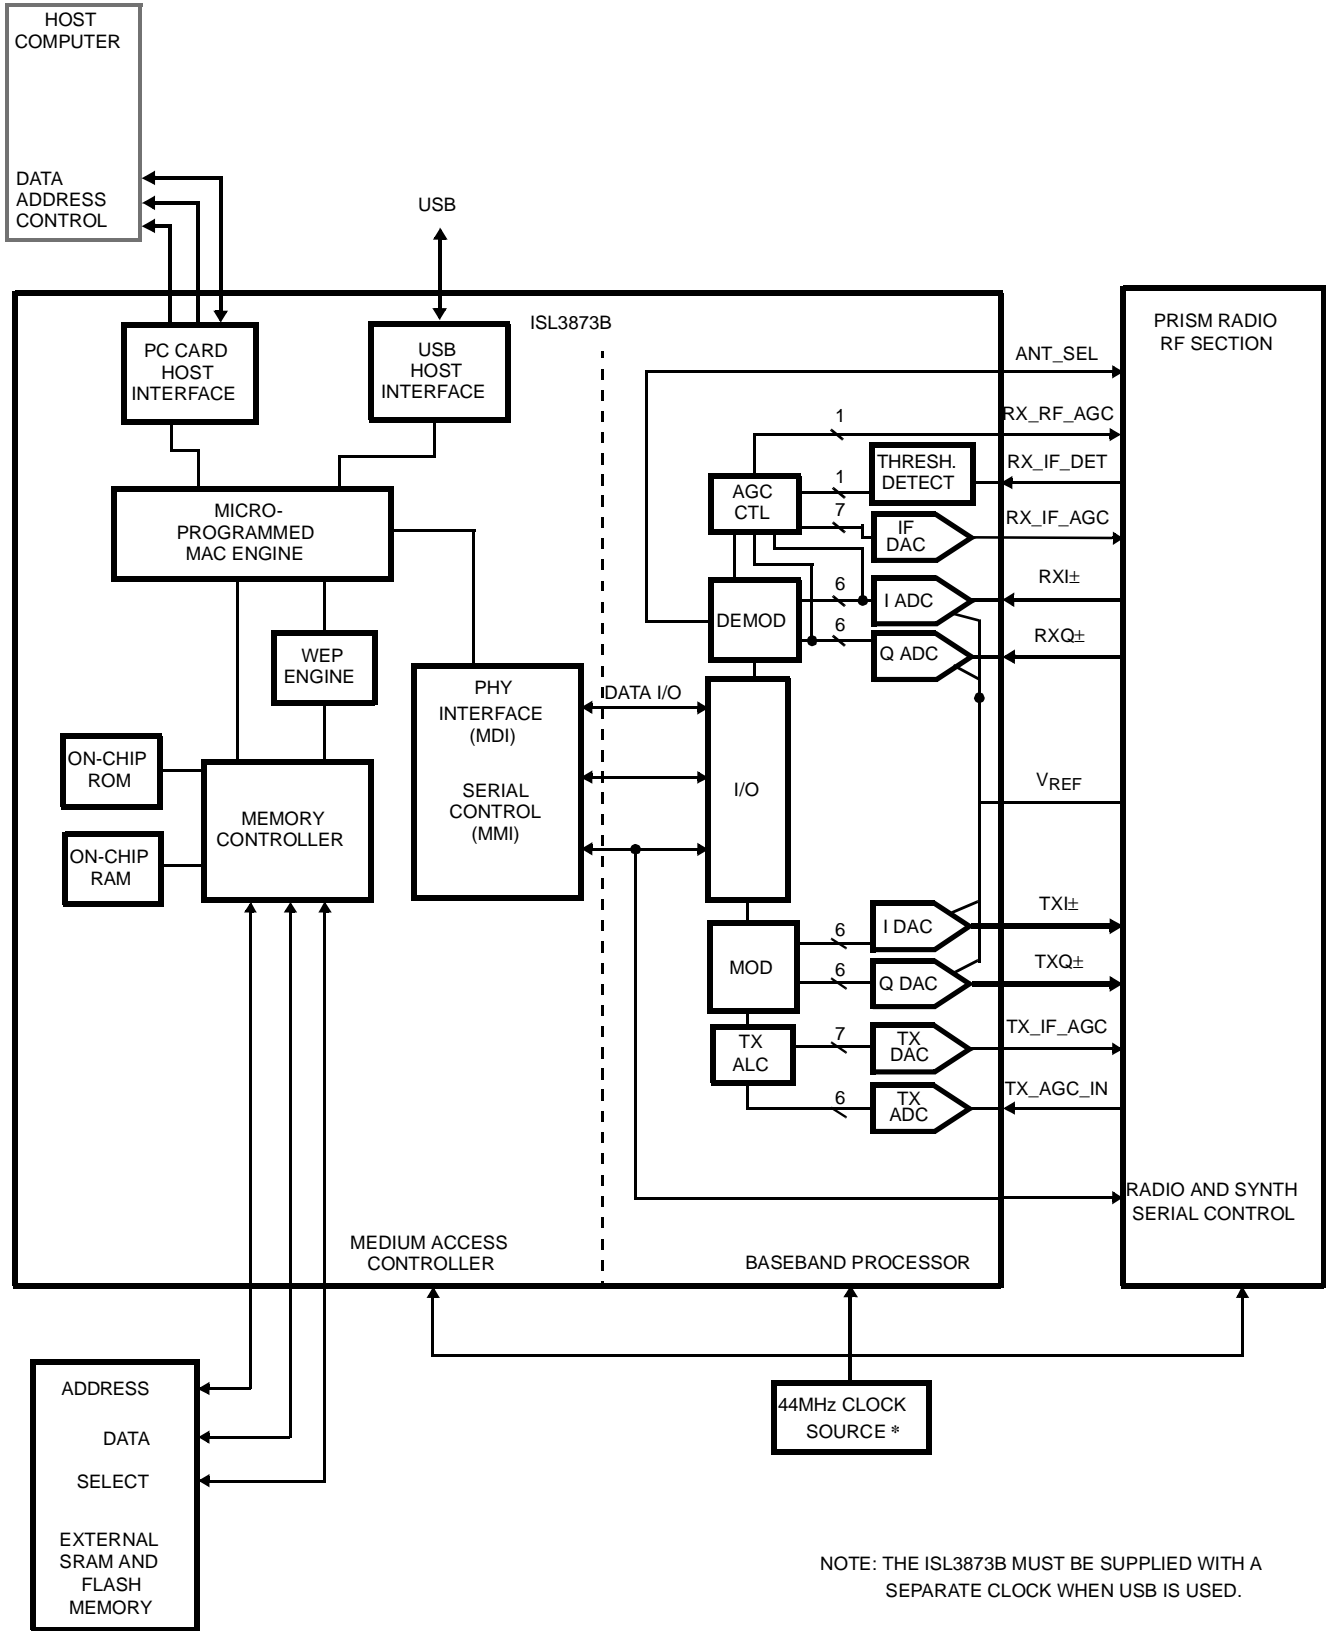 HOST
COMPUTER
DATA
ADDRESS
CONTROL
USB
ISL3873B
PC CARD
HOST
INTERFACE
USB
HOST
INTERFACE
MICRO-
PROGRAMMED
MAC ENGINE
WEP
ENGINE
ON-CHIP
ROM
ON-CHIP
RAM
MEMORY
CONTROLLER
PHY
INTERFACE
(MDI)
SERIAL
CONTROL
(MMI)
DATA I/O
I/O
AGC
CTL
DEMOD
MOD
TX
ALC
1
1
7
6
6
6
6
7
6
THRESH.
DETECT
IF
DAC
I ADC
Q ADC
I DAC
Q DAC
TX
DAC
TX
ADC
ANT_SEL
RX_RF_AGC
RX_IF_DET
RX_IF_AGC
RXI±
RXQ±
VREF
TXI±
TXQ±
TX_IF_AGC
TX_AGC_IN
PRISM RADIO
RF SECTION
RADIO AND SYNTH
SERIAL CONTROL
MEDIUM ACCESS
CONTROLLER
BASEBAND PROCESSOR
44MHz CLOCK
SOURCE *
ADDRESS
DATA
SELECT
EXTERNAL
SRAM AND
FLASH
MEMORY
NOTE: THE ISL3873B MUST BE SUPPLIED WITH A
SEPARATE CLOCK WHEN USB IS USED.